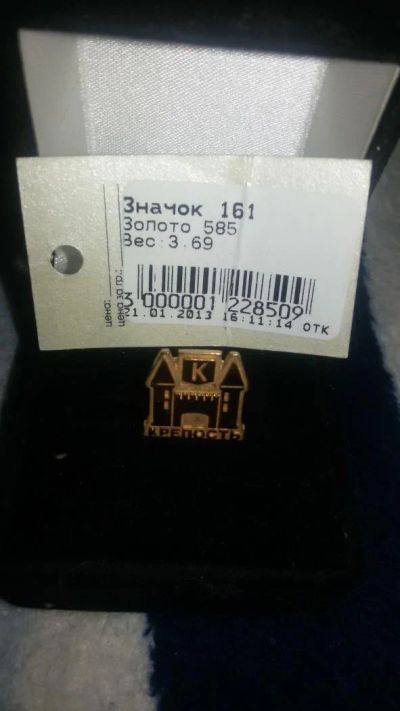 Значок 161
Золото 585
Вес:3.69
цена:
цена за гр.:
3 000001 228509
21.01.2013 16:11:14 ОТК
К
КРЕПОСТЬ